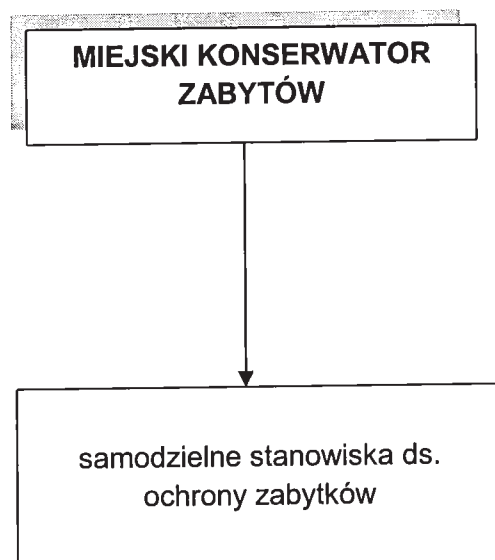 MIEJSKI KONSERWATOR
ZABYTÓW
samodzielne stanowiska ds.
ochrony zabytków